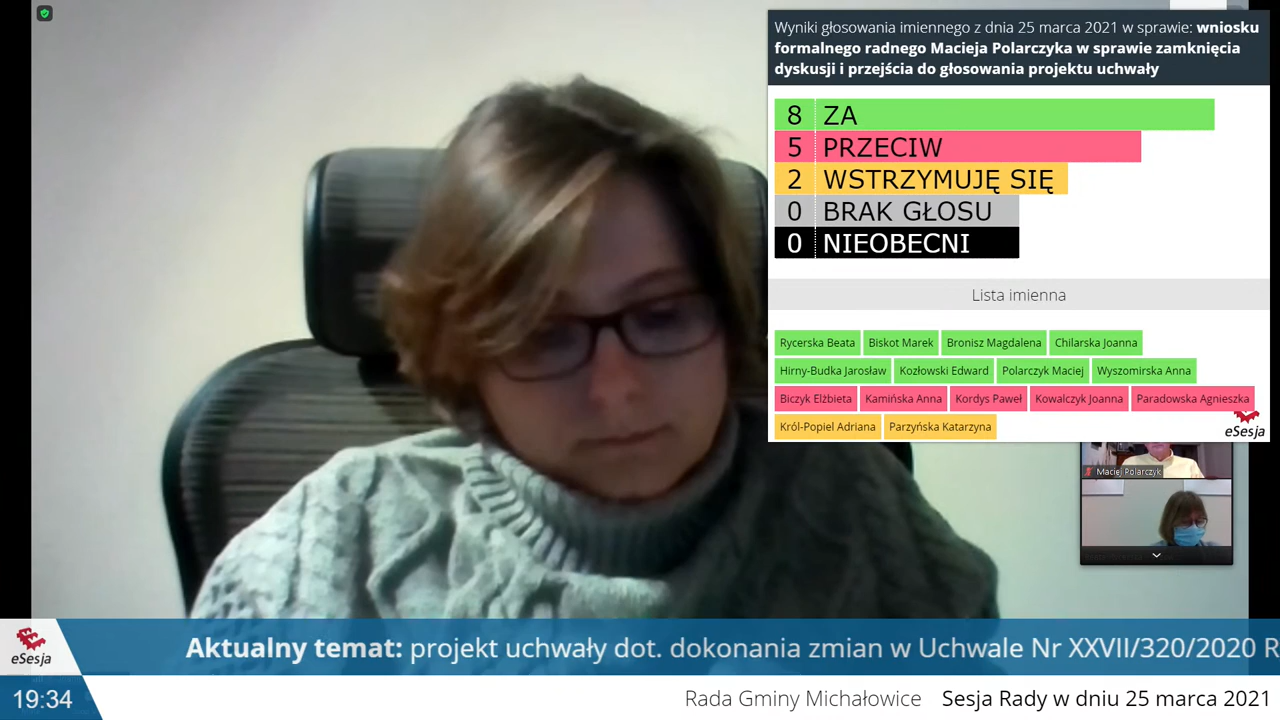 Wyniki głosowania imiennego z dnia 25 marca 2021 w sprawie: wniosku
formalnego radnego Macieja Polarczyka w sprawie zamknięcia
dyskusji i przejścia do głosowania projektu uchwały
8 ZA
5 PRZECIW
2 WSTRZYMUJĘ SIĘ
0 BRAK GŁOSU
0 NIEOBECNI
Lista imienna
Rycerska Beata Biskot Marek Bronisz Magdalena Chilarska Joanna
Hirny-Budka Jarosław Kozłowski Edward Polarczyk Maciej Wyszomirska Anna
Biczyk Elżbieta Kamińska Anna Kordys Paweł Kowalczyk Joanna Paradowska Agnieszka
Król-Popiel Adriana Parzyńska Katarzyna
eSesja
Maciej Polarczyk
Aktualny temat: projekt uchwały dot. dokonania zmian w Uchwale Nr XXVII/320/2020 R
eSesja
19:34
Rada Gminy Michałowice Sesja Rady w dniu 25 marca 2021